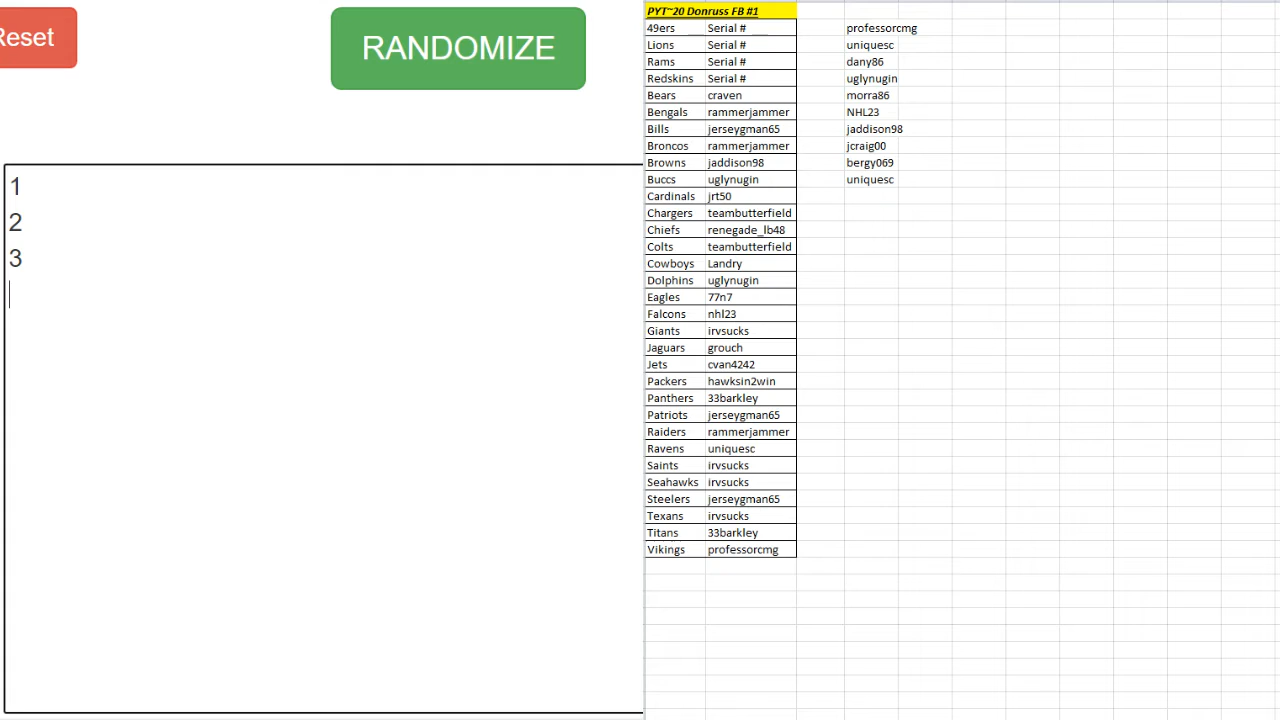 Reset
RANDOMIZE
1
2
3
PYT~20 Donruss FB #1
49ers Serial # professorcmg
Lions Serial # uniquesc
Rams Serial # dany86
Redskins Serial # uglynugin
Bears craven morra86
Bengals rammerjammer NHL23
Bills jerseygman65 jaddison98
Broncos rammerjammer jcraig00
Browns jaddison98 bergy069
Buccs uglynugin uniquesc
Cardinals jrt50
Chargers teambutterfield
Chiefs renegade_lb48
Colts teambutterfield
Cowboys Landry
Dolphins uglynugin
Eagles 77n7
Falcons nhl23
Giants irvsucks
Jaguars grouch
Jets cvan4242
Packers hawksin2win
Panthers 33barkley
Patriots jerseygman65
Raiders rammerjammer
Ravens uniquesc
Saints irvsucks
Seahawks irvsucks
Steelers jerseygman65
Texans irvsucks
Titans 33barkley
Vikings professorcmg